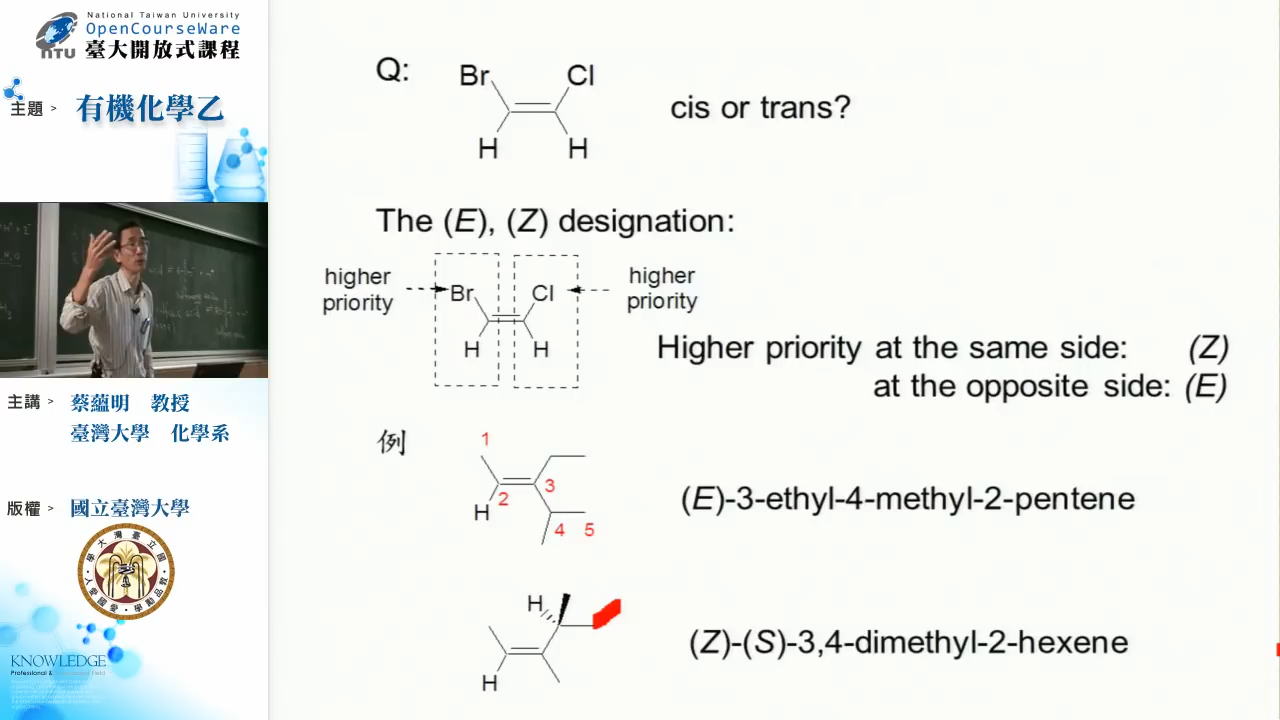 National Taiwan University
OpenCourseWare
NTU
臺大開放式課程
主題 > 有機化學乙
主講 > 蔡蘊明 教授
臺灣大學 化學系
版權 > 國立臺灣大學
KNOWLEDGE
Q:
Br Cl
H H
cis or trans?
The (E), (Z) designation:
higher priority
Br Cl
H H
higher priority
Higher priority at the same side: (Z)
at the opposite side: (E)
例
1
2
3
H
4 5
(E)-3-ethyl-4-methyl-2-pentene
H
H
(Z)-(S)-3,4-dimethyl-2-hexene